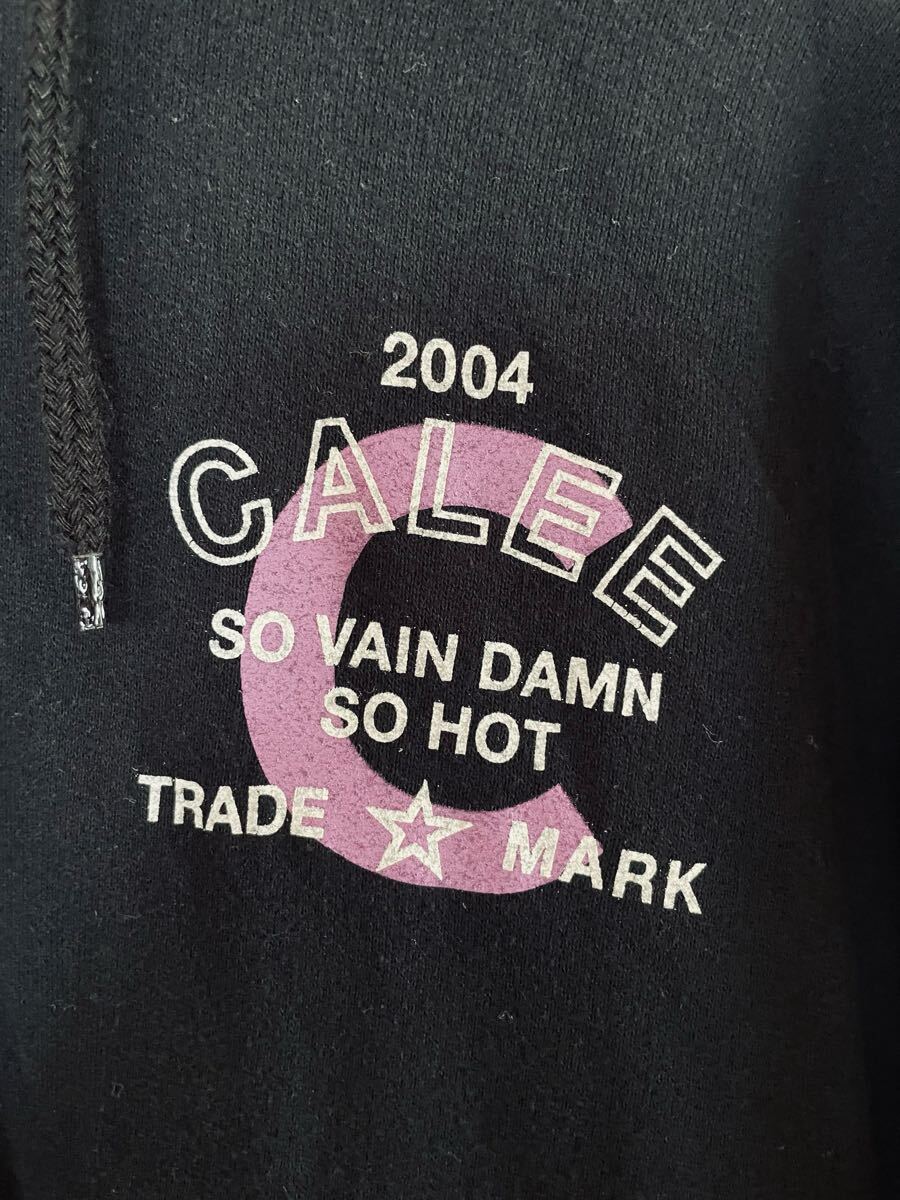 2004
CALEE
SO VAIN DAMN
SO HOT
TRADE ☆ MARK